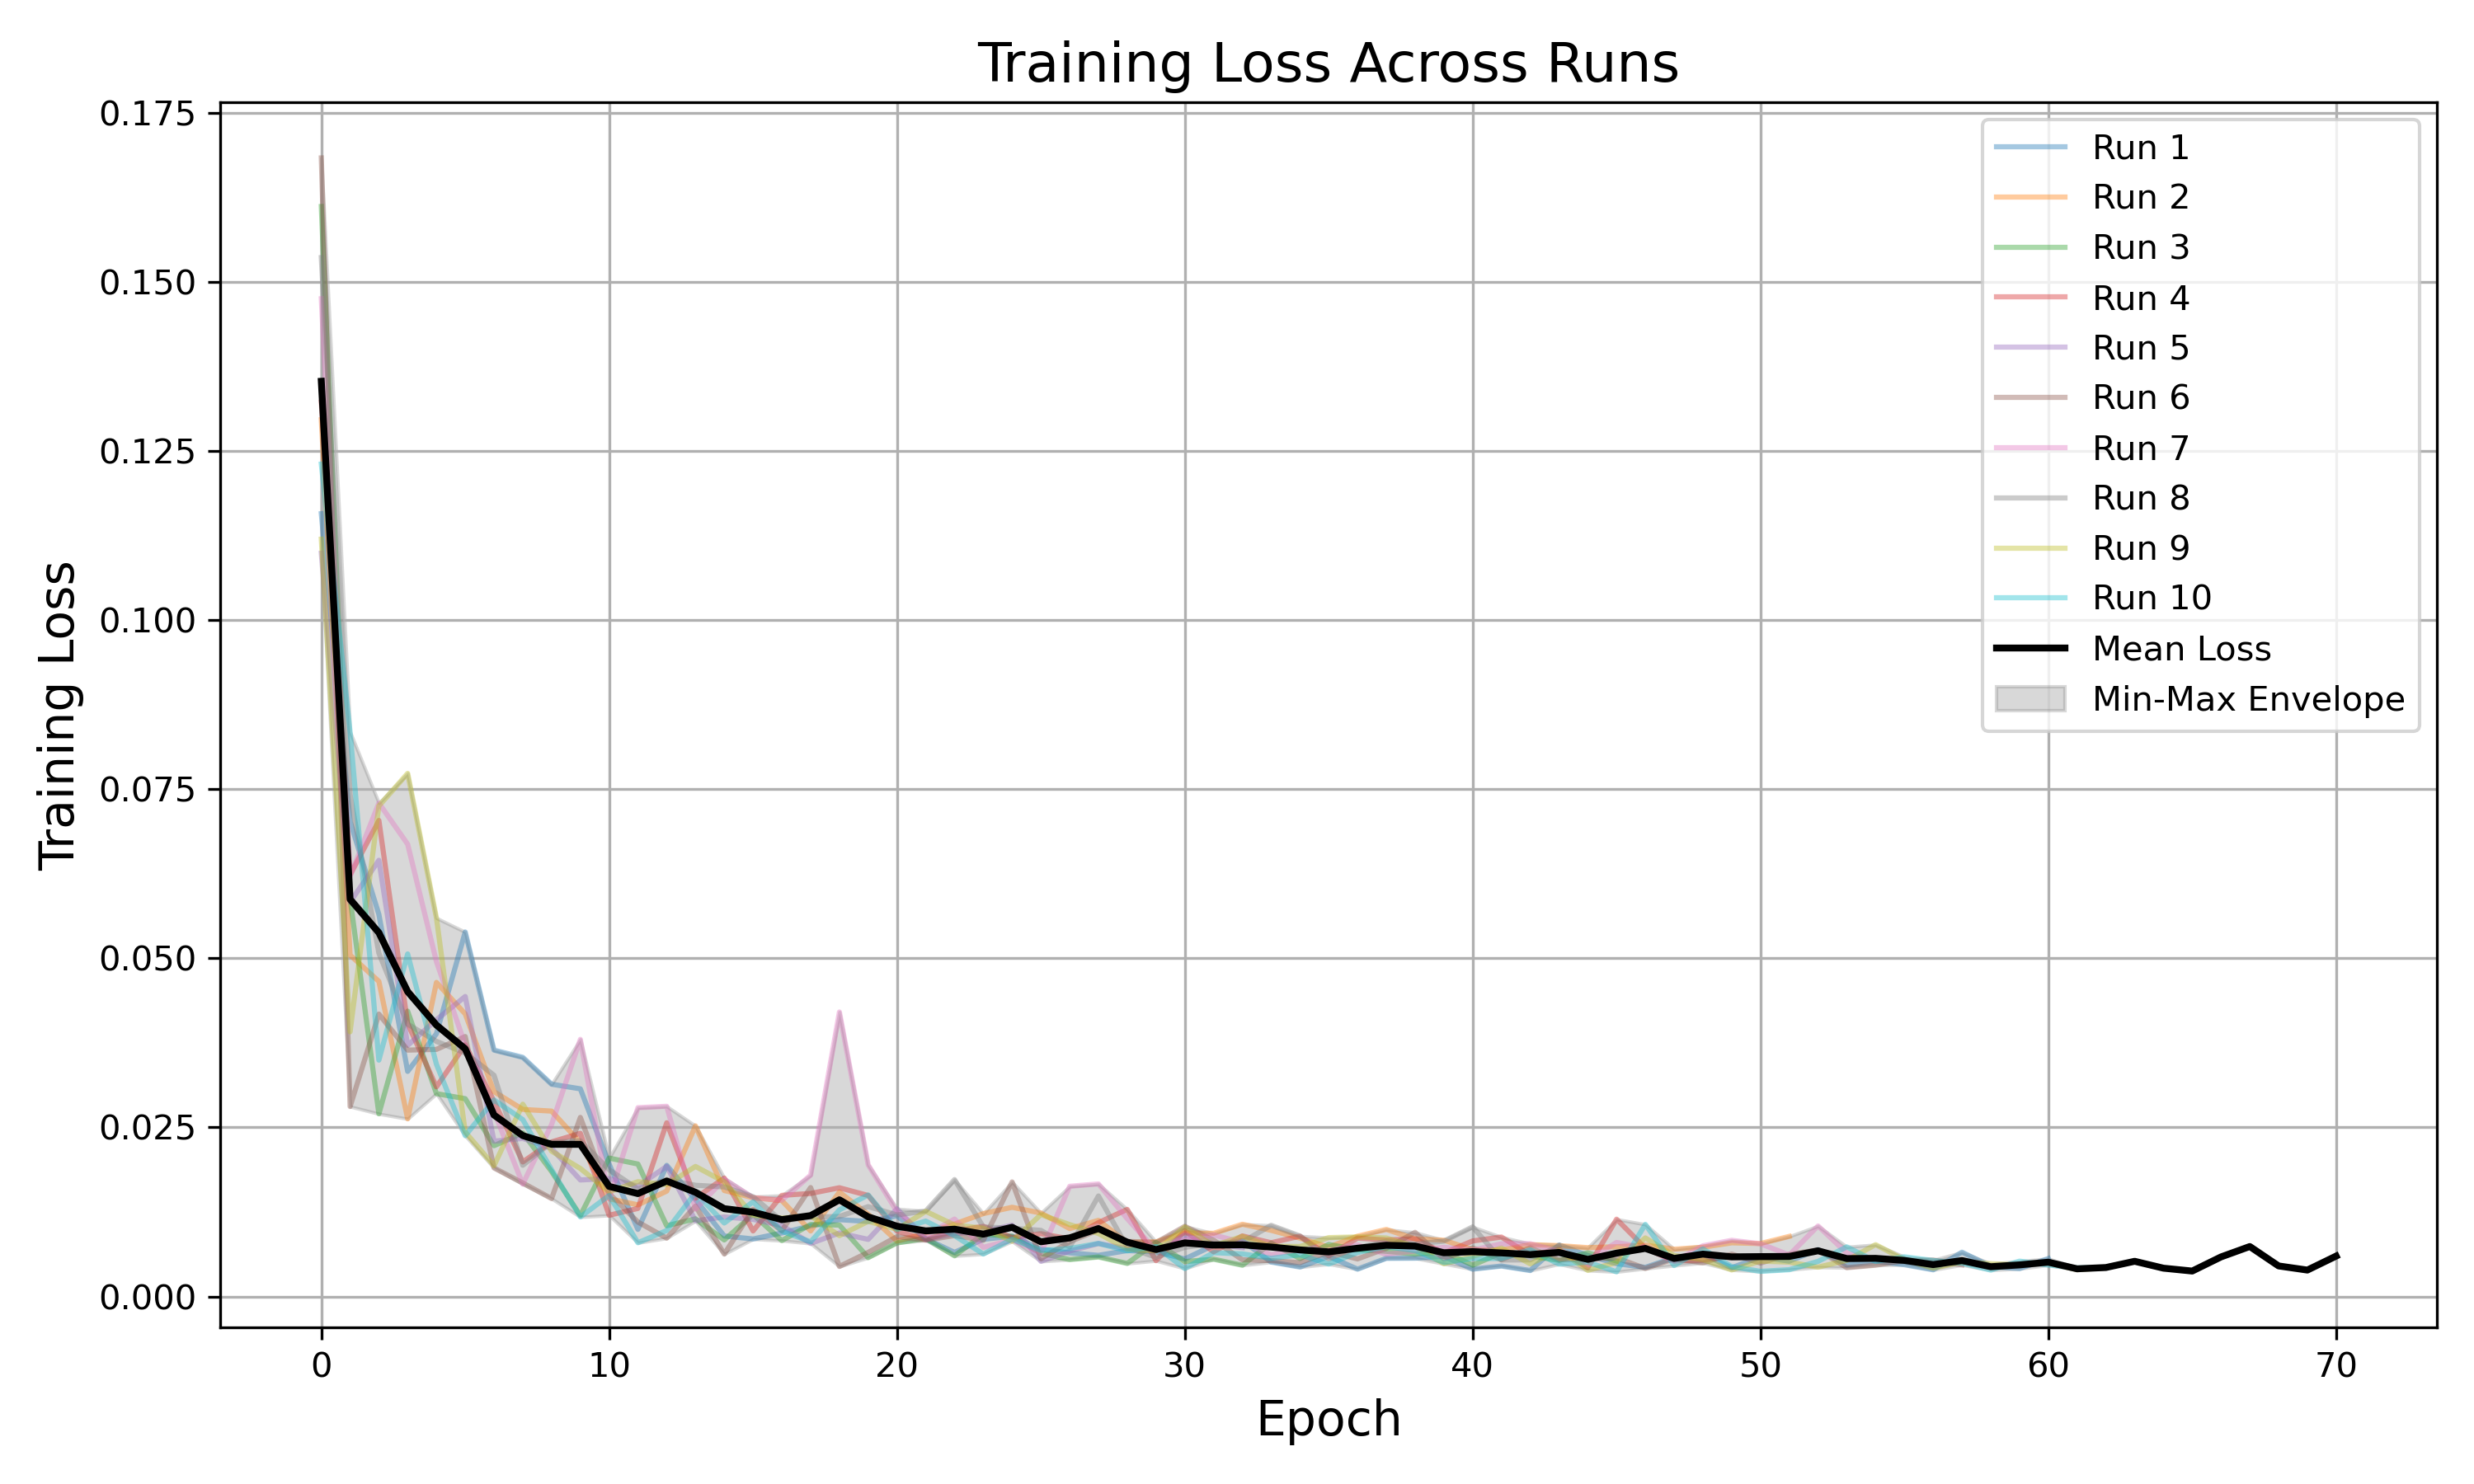 Training Loss Across Runs
Training Loss
0.175
0.150
0.125
0.100
0.075
0.050
0.025
0.000
Run 1
Run 2
Run 3
Run 4
Run 5
Run 6
Run 7
Run 8
Run 9
Run 10
Mean Loss
Min-Max Envelope
0 10 20 30 40 50 60 70
Epoch